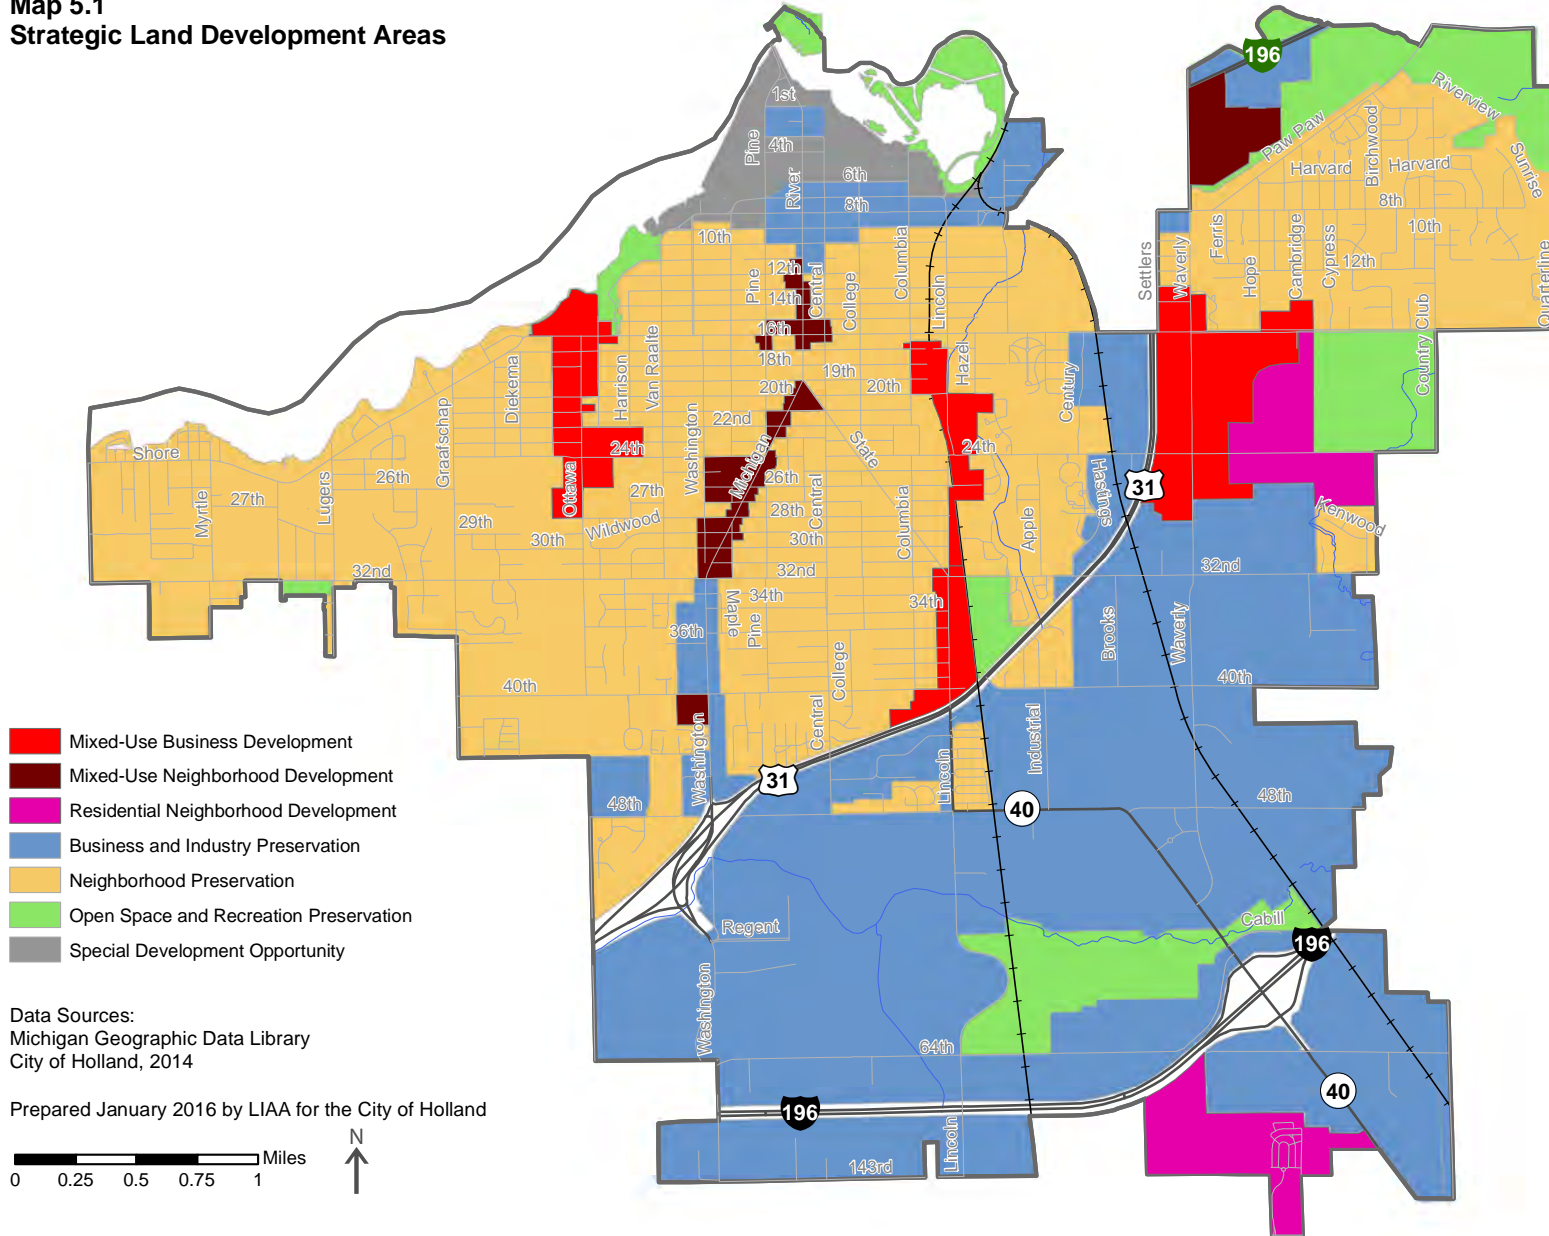 Map 5.1
Strategic Land Development Areas
196
Riverview
1st
Paw Paw
Birchwood
Pine
4th
Harvard
Harvard
Sunrise
6th
River
8th
8th
10th
Columbia
Settlers
Waverly
Ferris
Hope
Cambridge
Cypress
10th
12th
Quarterline
12th
Pine
Central
College
14th
Lincoln
16th
18th
Hazel
Country Club
Diekema
Harrison
Van Raalte
19th
20th
20th
Century
Graafschap
22nd
State
24th
24th
Shore
Washington
Michigan
26th
26th
Hastings
31
Myrtle
27th
Lugers
Ottawa
27th
Central
28th
Columbia
Apple
Kenwood
29th
Wildwood
30th
30th
32nd
32nd
32nd
34th
34th
Maple
Pine
36th
Brooks
Waverly
College
40th
40th
Central
Washington
Industrial
Lincoln
31
48th
48th
40
Mixed-Use Business Development
Mixed-Use Neighborhood Development
Residential Neighborhood Development
Business and Industry Preservation
Neighborhood Preservation
Open Space and Recreation Preservation
Special Development Opportunity
Regent
Cabill
196
Washington
Data Sources:
Michigan Geographic Data Library
City of Holland, 2014
64th
40
Prepared January 2016 by LIAA for the City of Holland
196
Lincoln
143rd
N
Miles
0 0.25 0.5 0.75 1